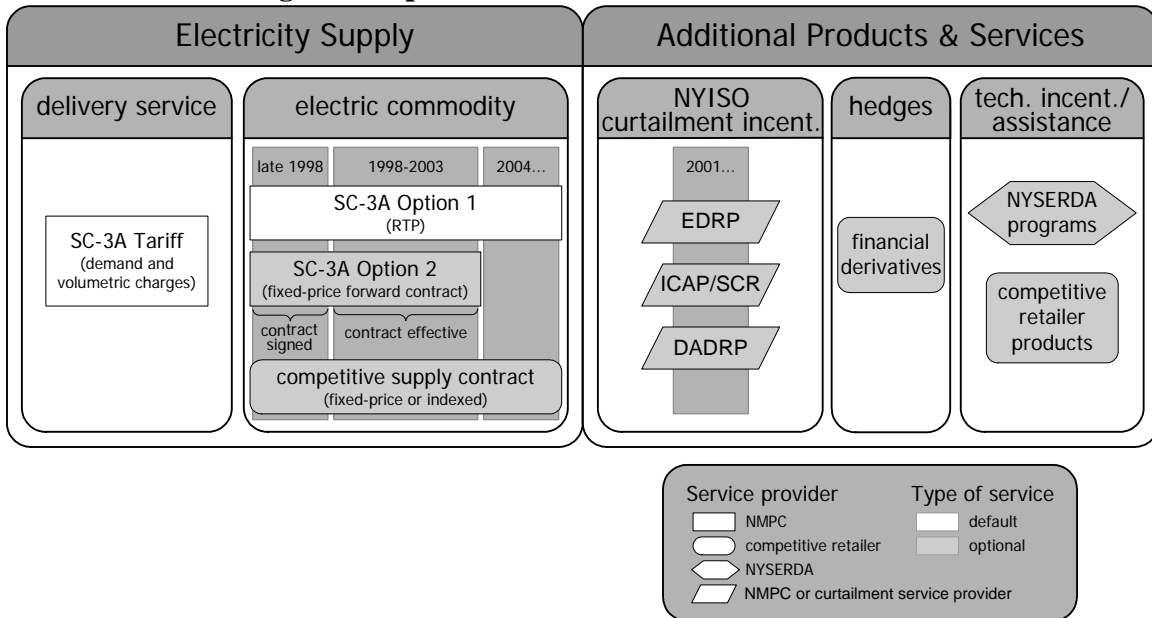 Electricity Supply
Additional Products & Services
delivery service
electric commodity
NYISO
curtailment incent.
hedges
tech. incent./
assistance
late 1998
1998-2003
2004...
2001...
SC-3A Tariff
(demand and
volumetric charges)
SC-3A Option 1
(RTP)
SC-3A Option 2
(fixed-price forward contract)
contract
signed
contract effective
competitive supply contract
(fixed-price or indexed)
EDRP
ICAP/SCR
DADRP
financial
derivatives
NYSERDA
programs
competitive
retailer
products
Service provider
NMPC
competitive retailer
NYSERDA
NMPC or curtailment service provider
Type of service
default
optional